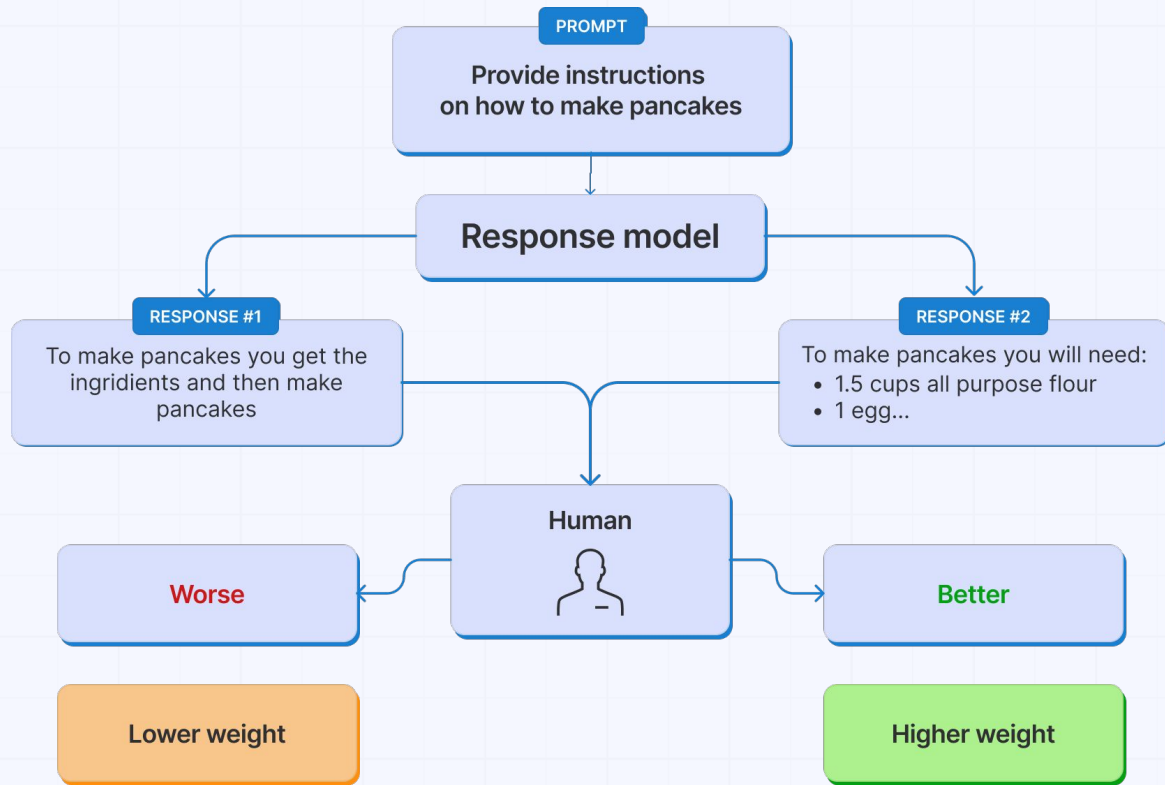 PROMPT
Provide instructions
on how to make pancakes
Response model
RESPONSE #1
To make pancakes you get the
ingridients and then make
pancakes
RESPONSE #2
To make pancakes you will need:
• 1.5 cups all purpose flour
• 1 egg...
Human
Worse
Better
Lower weight
Higher weight